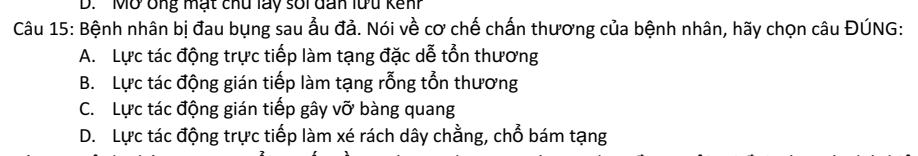 D. Mở ống mật chủ lấy sỏi dẫn lưu Kehr
Câu 15: Bệnh nhân bị đau bụng sau ẩu đả. Nói về cơ chế chấn thương của bệnh nhân, hãy chọn câu ĐÚNG:
A. Lực tác động trực tiếp làm tạng đặc dễ tổn thương
B. Lực tác động gián tiếp làm tạng rỗng tổn thương
C. Lực tác động gián tiếp gây vỡ bàng quang
D. Lực tác động trực tiếp làm xé rách dây chằng, chổ bám tạng